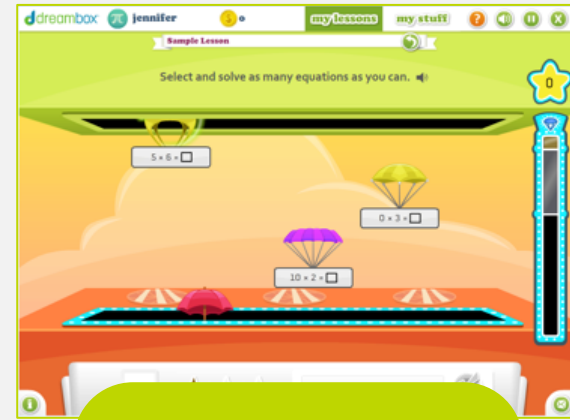 dreambox π jennifer 0 my lessons my stuff ?
Sample Lesson
Select and solve as many equations as you can.
0
5 × 6 = □
0 × 3 = □
10 × 2 = □